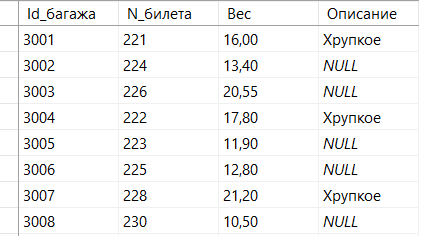 Id_багажа N_билета Вес Описание
3001 221 16,00 Хрупкое
3002 224 13,40 NULL
3003 226 20,55 NULL
3004 222 17,80 Хрупкое
3005 223 11,90 NULL
3006 225 12,80 NULL
3007 228 21,20 Хрупкое
3008 230 10,50 NULL